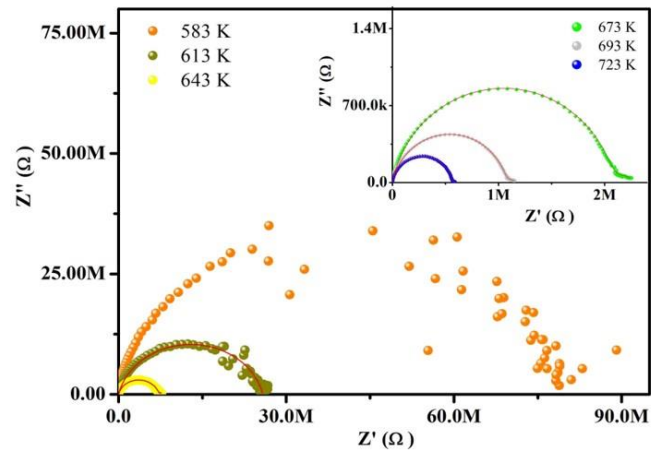 75.00M
50.00M
25.00M
0.00
0.0
30.0M
60.0M
90.0M
Z'' (Ω)
Z' (Ω)
583 K
613 K
643 K
1.4M
700.0k
0.0
0
1M
2M
Z'' (Ω)
Z' (Ω)
673 K
693 K
723 K